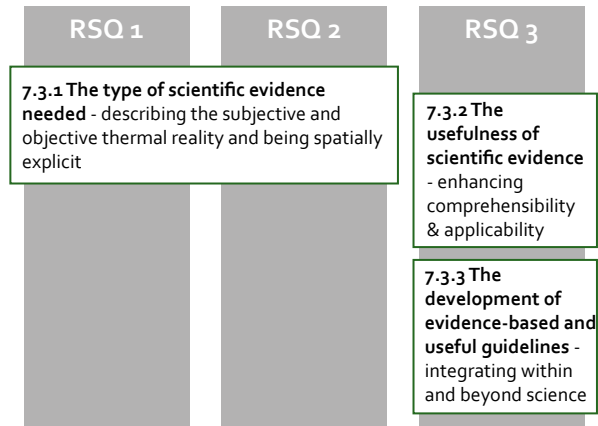 RSQ 1
RSQ 2
RSQ 3
7.3.1 The type of scientific evidence
needed - describing the subjective and
objective thermal reality and being spatially
explicit
7.3.2 The
usefulness of
scientific evidence
- enhancing
comprehensibility
& applicability
7.3.3 The
development of
evidence-based and
useful guidelines -
integrating within
and beyond science